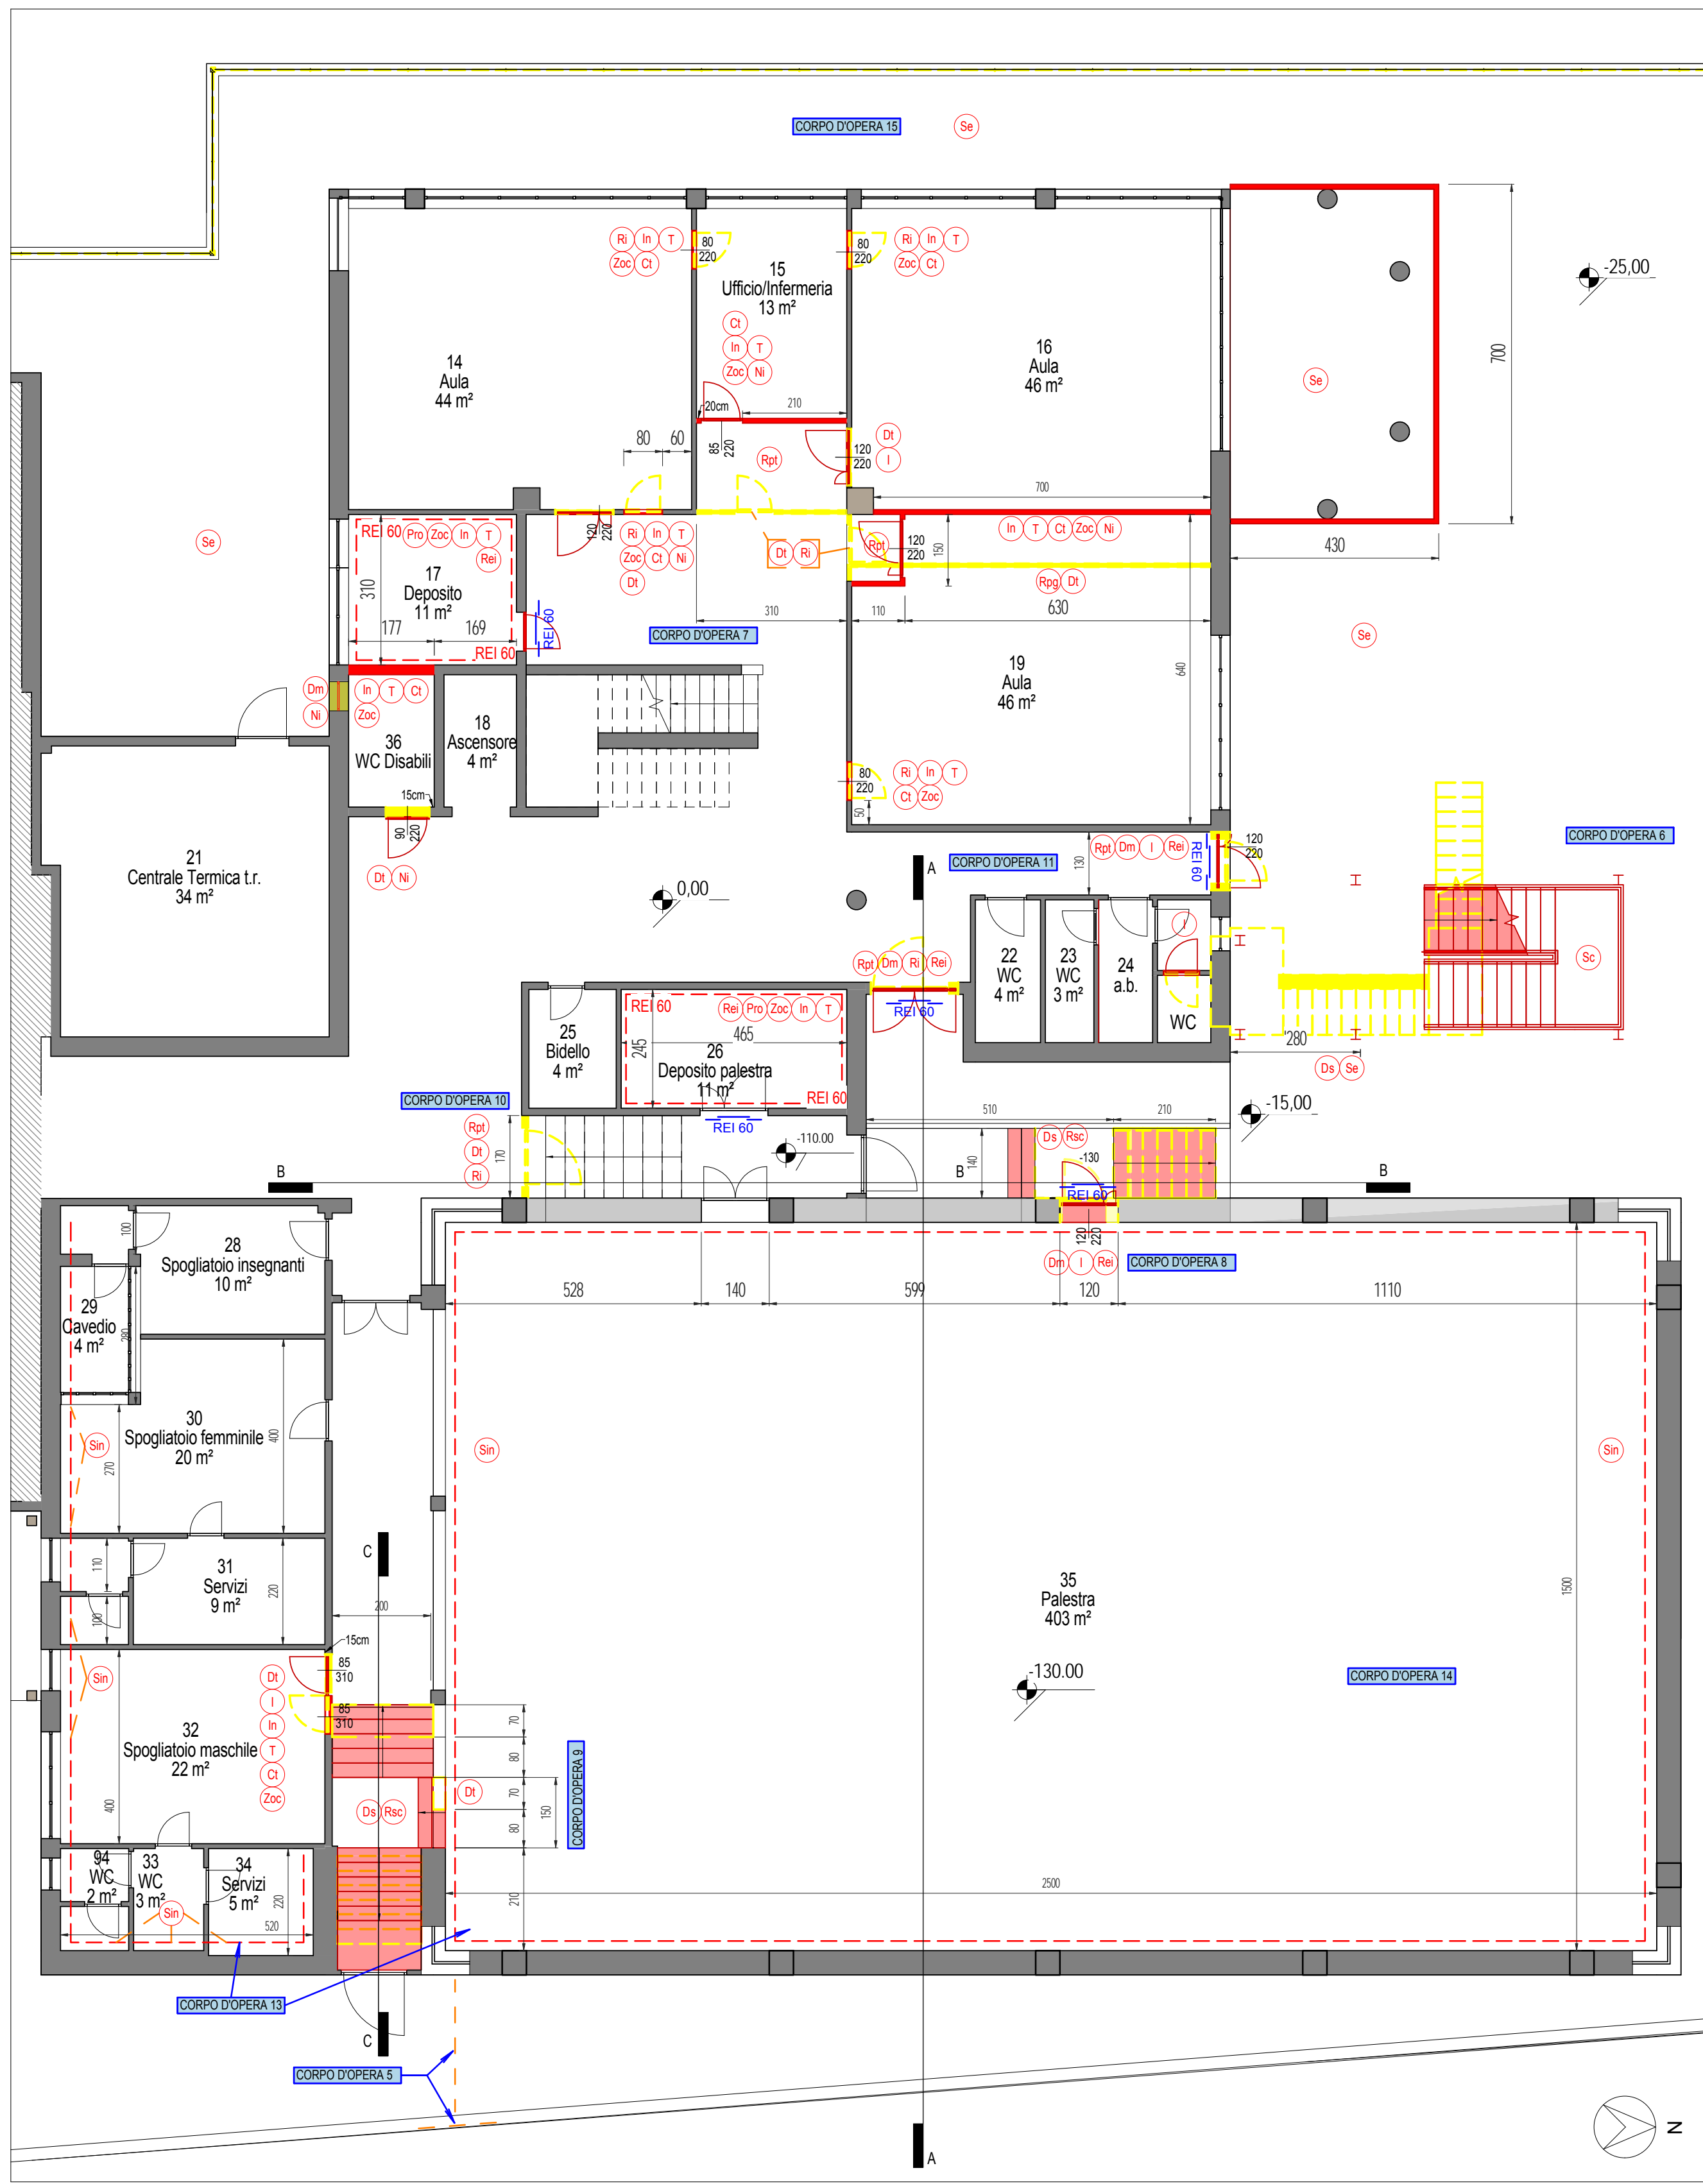 CORPO D'OPERA 15
Se
Ri In T
Zoc Ct
80
220
15
Ufficio/Infermeria
13 m²
Ct
In T
Zoc Ni
80
220
Ri In T
Zoc Ct
-25,00
14
Aula
44 m²
16
Aula
46 m²
Se
700
20cm
210
80
60
85
220
Rpt
120
220
Dt
I
700
430
Se
REI 60
Pro Zoc In T
Rei
17
Deposito
11 m²
310
177
169
REI 60
REI 60
120
220
Ri In T
Zoc Ct Ni
Dt
Dt Ri
Rpt
120
220
150
In T Ct Zoc Ni
Rpg Dt
310
110
630
CORPO D'OPERA 7
Se
640
19
Aula
46 m²
Dm
Ni
In T Ct
Zoc
36
WC Disabili
18
Ascensore
4 m²
15cm
90
220
Dt Ni
80
220
Ri In T
Ct Zoc
50
CORPO D'OPERA 6
21
Centrale Termica t.r.
34 m²
0,00
A
CORPO D'OPERA 11
130
Rpt Dm I Rei
REI 60
120
220
I
22
WC
4 m²
23
WC
3 m²
24
a.b.
WC
Sc
Rpt Dm Ri Rei
REI 60
280
Ds Se
25
Bidello
4 m²
REI 60
Rei Pro Zoc In T
465
245
26
Deposito palestra
11 m²
REI 60
REI 60
CORPO D'OPERA 10
Rpt
Dt
Ri
170
-110.00
510
210
-15,00
140
Ds Rsc
-130
REI 60
B
B
B
120
220
Dm I Rei
CORPO D'OPERA 8
100
28
Spogliatoio insegnanti
10 m²
29
Cavedio
4 m²
280
528
140
599
120
1110
30
Spogliatoio femminile
20 m²
400
270
Sin
Sin
Sin
31
Servizi
9 m²
110
100
220
C
200
35
Palestra
403 m²
1500
15cm
85
310
85
310
Sin
Dt
I
In
T
Ct
Zoc
32
Spogliatoio maschile
22 m²
400
-130.00
CORPO D'OPERA 14
70
80
70
80
150
210
CORPO D'OPERA 9
Dt
Ds Rsc
94
WC
2 m²
33
WC
3 m²
34
Servizi
5 m²
Sin
220
520
2500
CORPO D'OPERA 13
C
CORPO D'OPERA 5
A
N